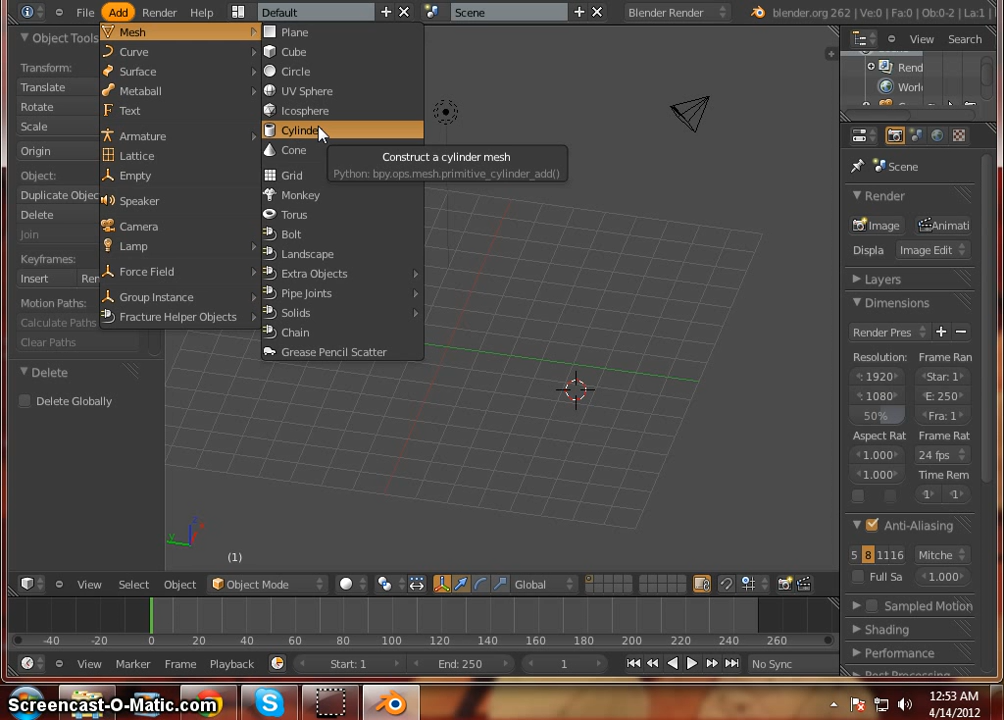 File Add Render Help Default Scene Blender Render blender.org 262 | Ve:0 | Fa:0 | Ob:0-2 | La:1 |
Object Tools
Transform:
Translate
Rotate
Scale
Origin
Object:
Duplicate Objec
Delete
Join
Keyframes:
Insert Ren
Motion Paths:
Calculate Paths
Clear Paths
Delete
Delete Globally
Mesh
Curve
Surface
Metaball
Text
Armature
Lattice
Empty
Speaker
Camera
Lamp
Force Field
Group Instance
Fracture Helper Objects
Plane
Cube
Circle
UV Sphere
Icosphere
Cylinde
Cone
Grid
Monkey
Torus
Bolt
Landscape
Extra Objects
Pipe Joints
Solids
Chain
Grease Pencil Scatter
Construct a cylinder mesh
Python: bpy.ops.mesh.primitive_cylinder_add()
y z x
(1)
View Search
Rend
Worl
Scene
Render
Image Animati
Displa Image Edit
Layers
Dimensions
Render Pres
Resolution: Frame Ran
: 1920 Star: 1
: 1080 E: 250
50% Fra: 1
Aspect Rat Frame Rat
1.000 24 fps
1.000 Time Rem
1 1
Anti-Aliasing
5 8 11 16 Mitche
Full Sa 1.000
Sampled Motion
Shading
Performance
View Select Object Object Mode Global
-40 -20 0 20 40 60 80 100 120 140 160 180 200 220 240 260
View Marker Frame Playback Start: 1 End: 250 1 No Sync
Screencast-O-Matic.com
12:53 AM
4/14/2012